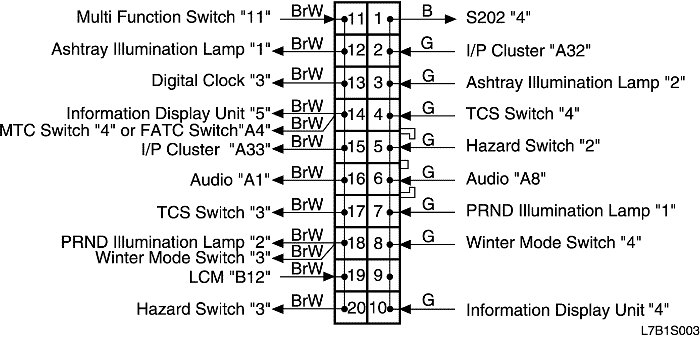 Multi Function Switch "11" BrW 11 1 B S202 "4"
Ashtray Illumination Lamp "1" BrW 12 2 G I/P Cluster "A32"
Digital Clock "3" BrW 13 3 G Ashtray Illumination Lamp "2"
Information Display Unit "5" BrW 14 4 G TCS Switch "4"
MTC Switch "4" or FATC Switch"A4" BrW
I/P Cluster "A33" BrW 15 5 G Hazard Switch "2"
Audio "A1" BrW 16 6 G Audio "A8"
TCS Switch "3" BrW 17 7 G PRND Illumination Lamp "1"
PRND Illumination Lamp "2" BrW 18 8 G Winter Mode Switch "4"
Winter Mode Switch "3" BrW
LCM "B12" BrW 19 9
Hazard Switch "3" BrW 20 10 G Information Display Unit "4"
L7B1S003